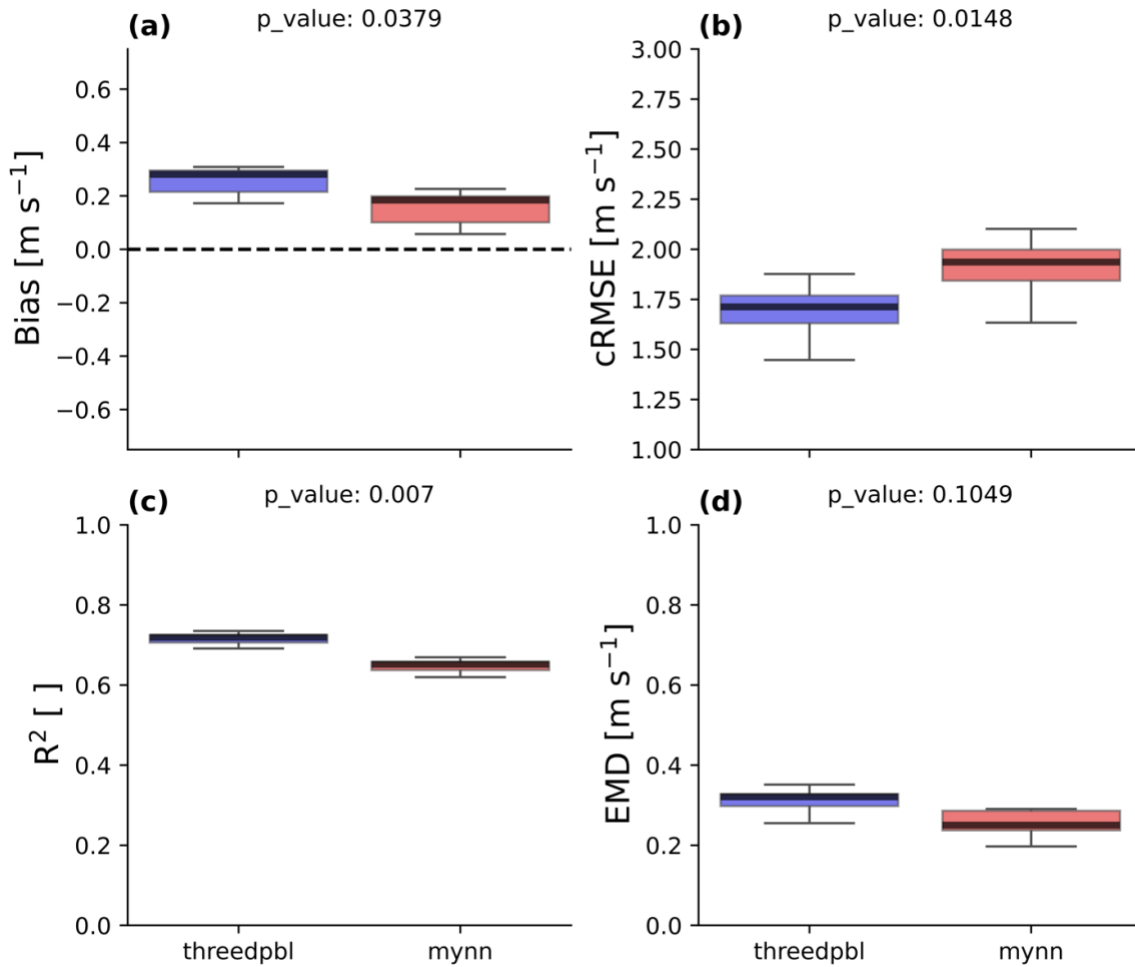 (a) p_value: 0.0379
Bias [m s⁻¹]
0.6
0.4
0.2
0.0
−0.2
−0.4
−0.6
(b) p_value: 0.0148
cRMSE [m s⁻¹]
3.00
2.75
2.50
2.25
2.00
1.75
1.50
1.25
1.00
(c) p_value: 0.007
R² [ ]
1.0
0.8
0.6
0.4
0.2
0.0
threedpbl mynn
(d) p_value: 0.1049
EMD [m s⁻¹]
1.0
0.8
0.6
0.4
0.2
0.0
threedpbl mynn